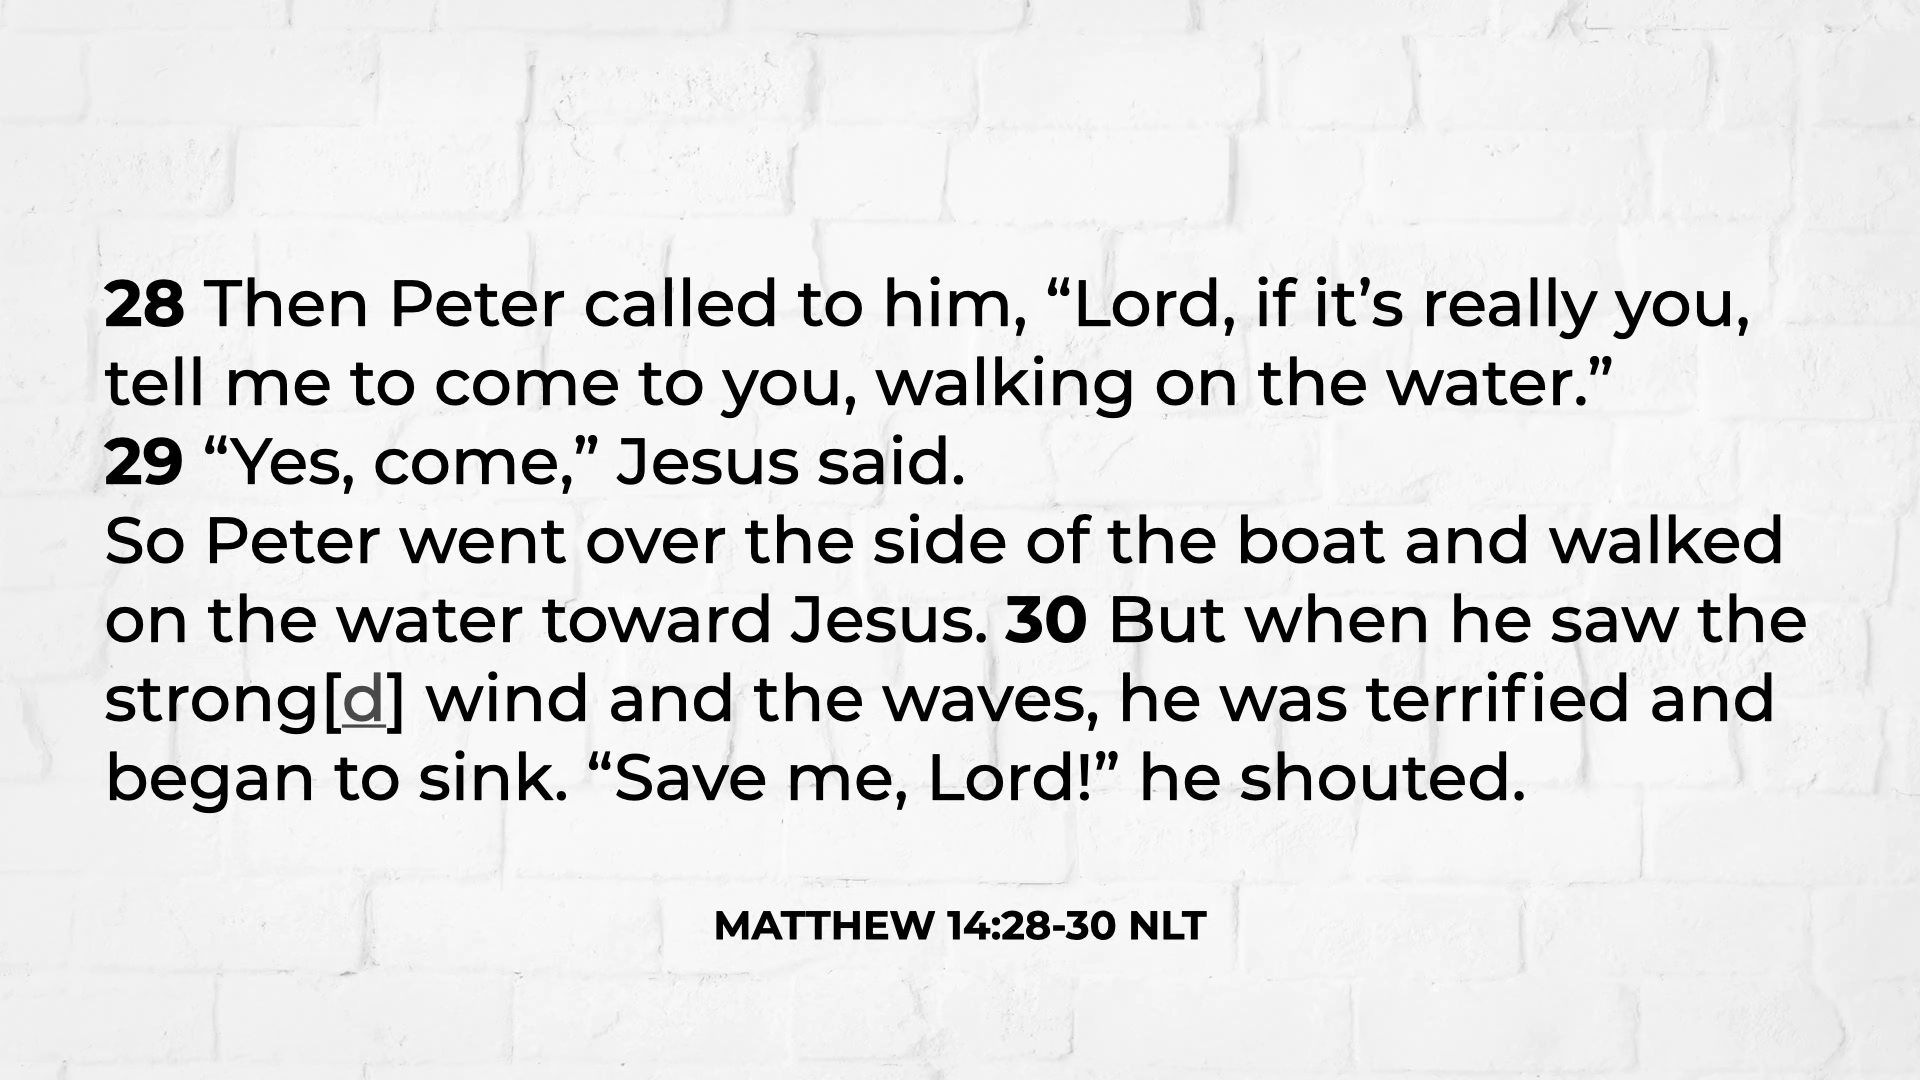 28 Then Peter called to him, “Lord, if it’s really you,
tell me to come to you, walking on the water.”
29 “Yes, come,” Jesus said.
So Peter went over the side of the boat and walked
on the water toward Jesus. 30 But when he saw the
strong[d] wind and the waves, he was terrified and
began to sink. “Save me, Lord!” he shouted.
MATTHEW 14:28-30 NLT